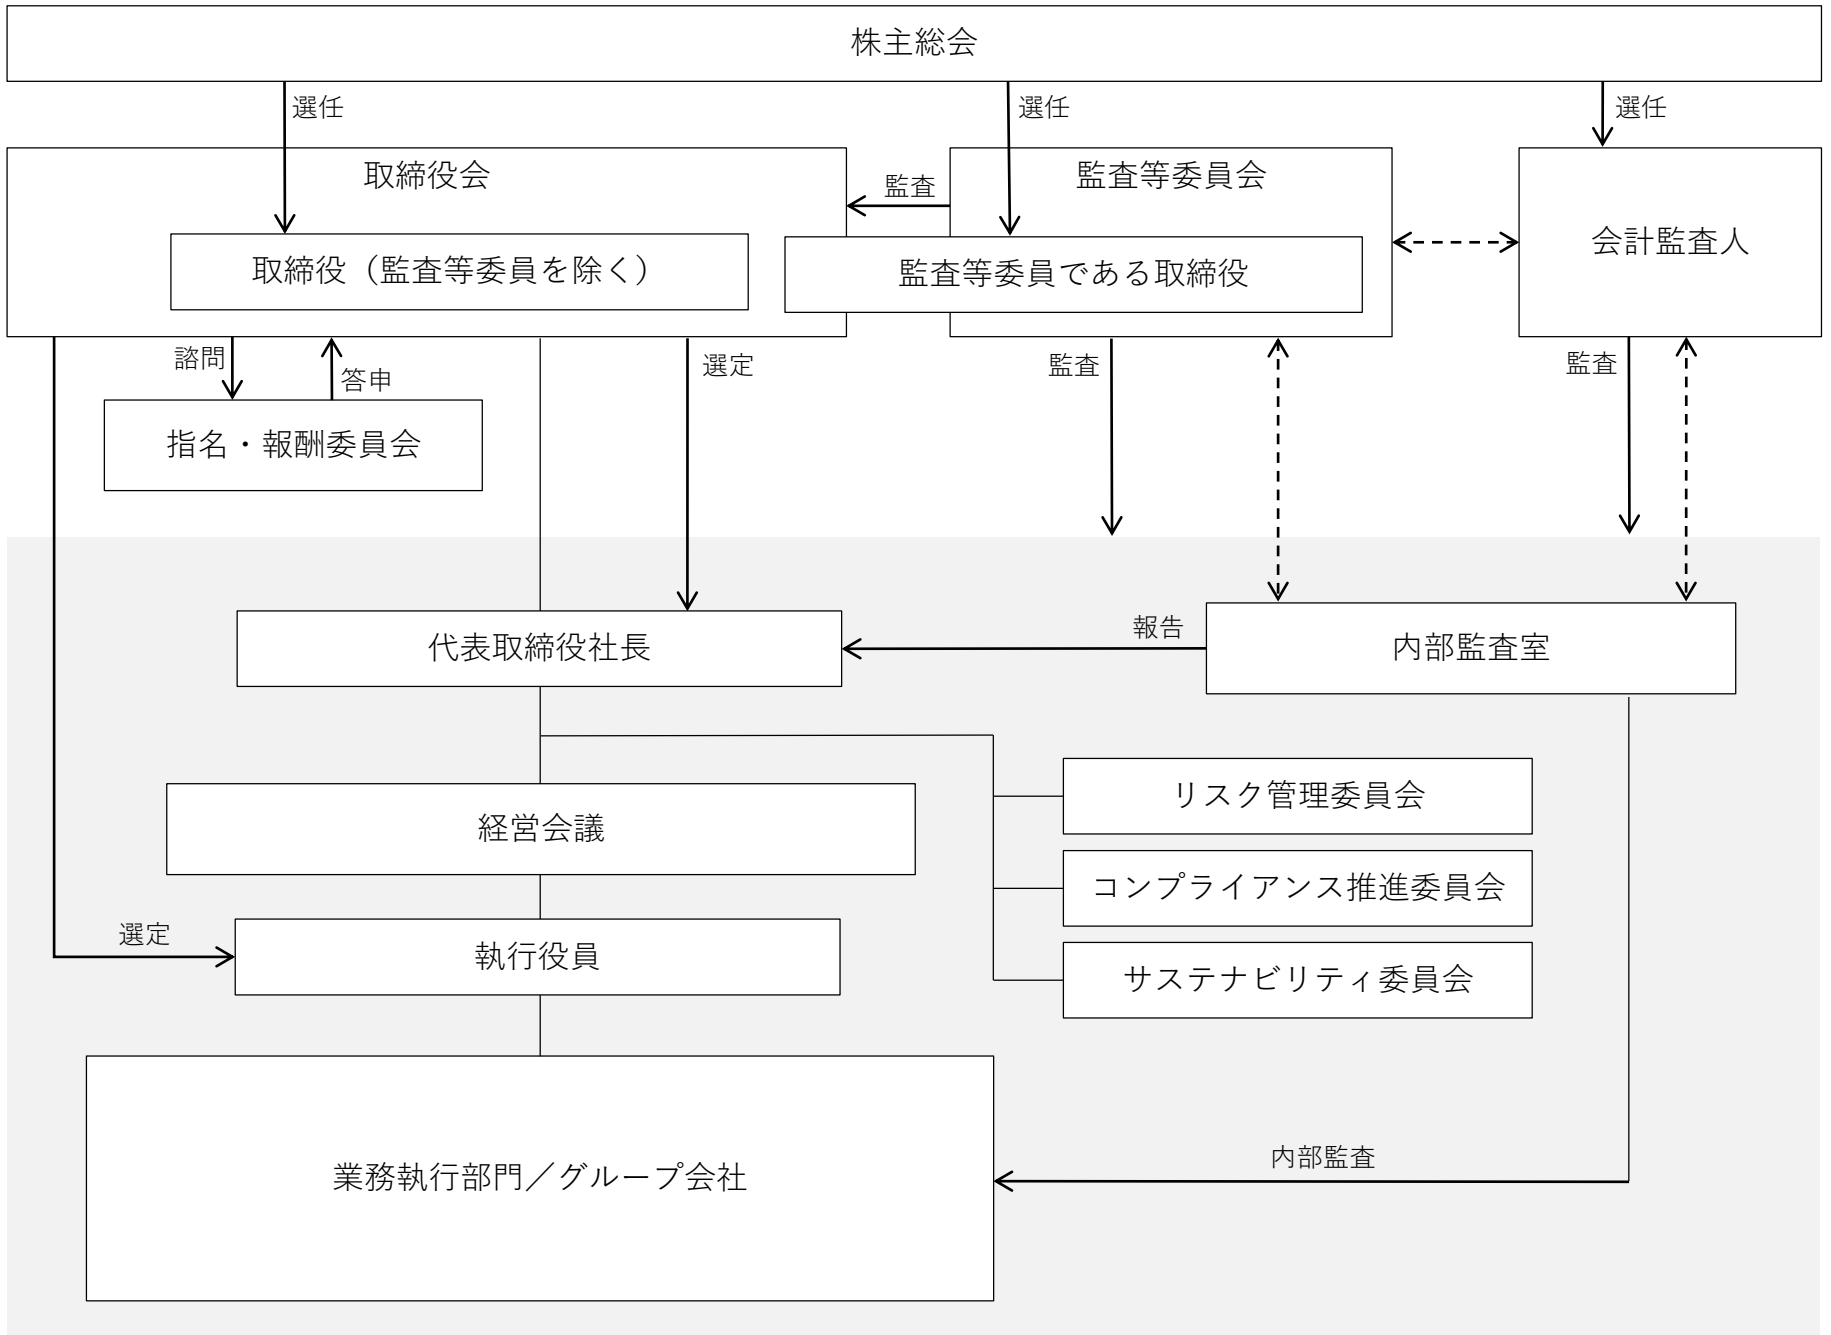 株主総会
選任
選任
選任
取締役会
監査
監査等委員会
会計監査人
取締役（監査等委員を除く）
監査等委員である取締役
諮問
答申
選定
監査
監査
指名・報酬委員会
代表取締役社長
報告
内部監査室
リスク管理委員会
経営会議
コンプライアンス推進委員会
選定
執行役員
サステナビリティ委員会
内部監査
業務執行部門／グループ会社